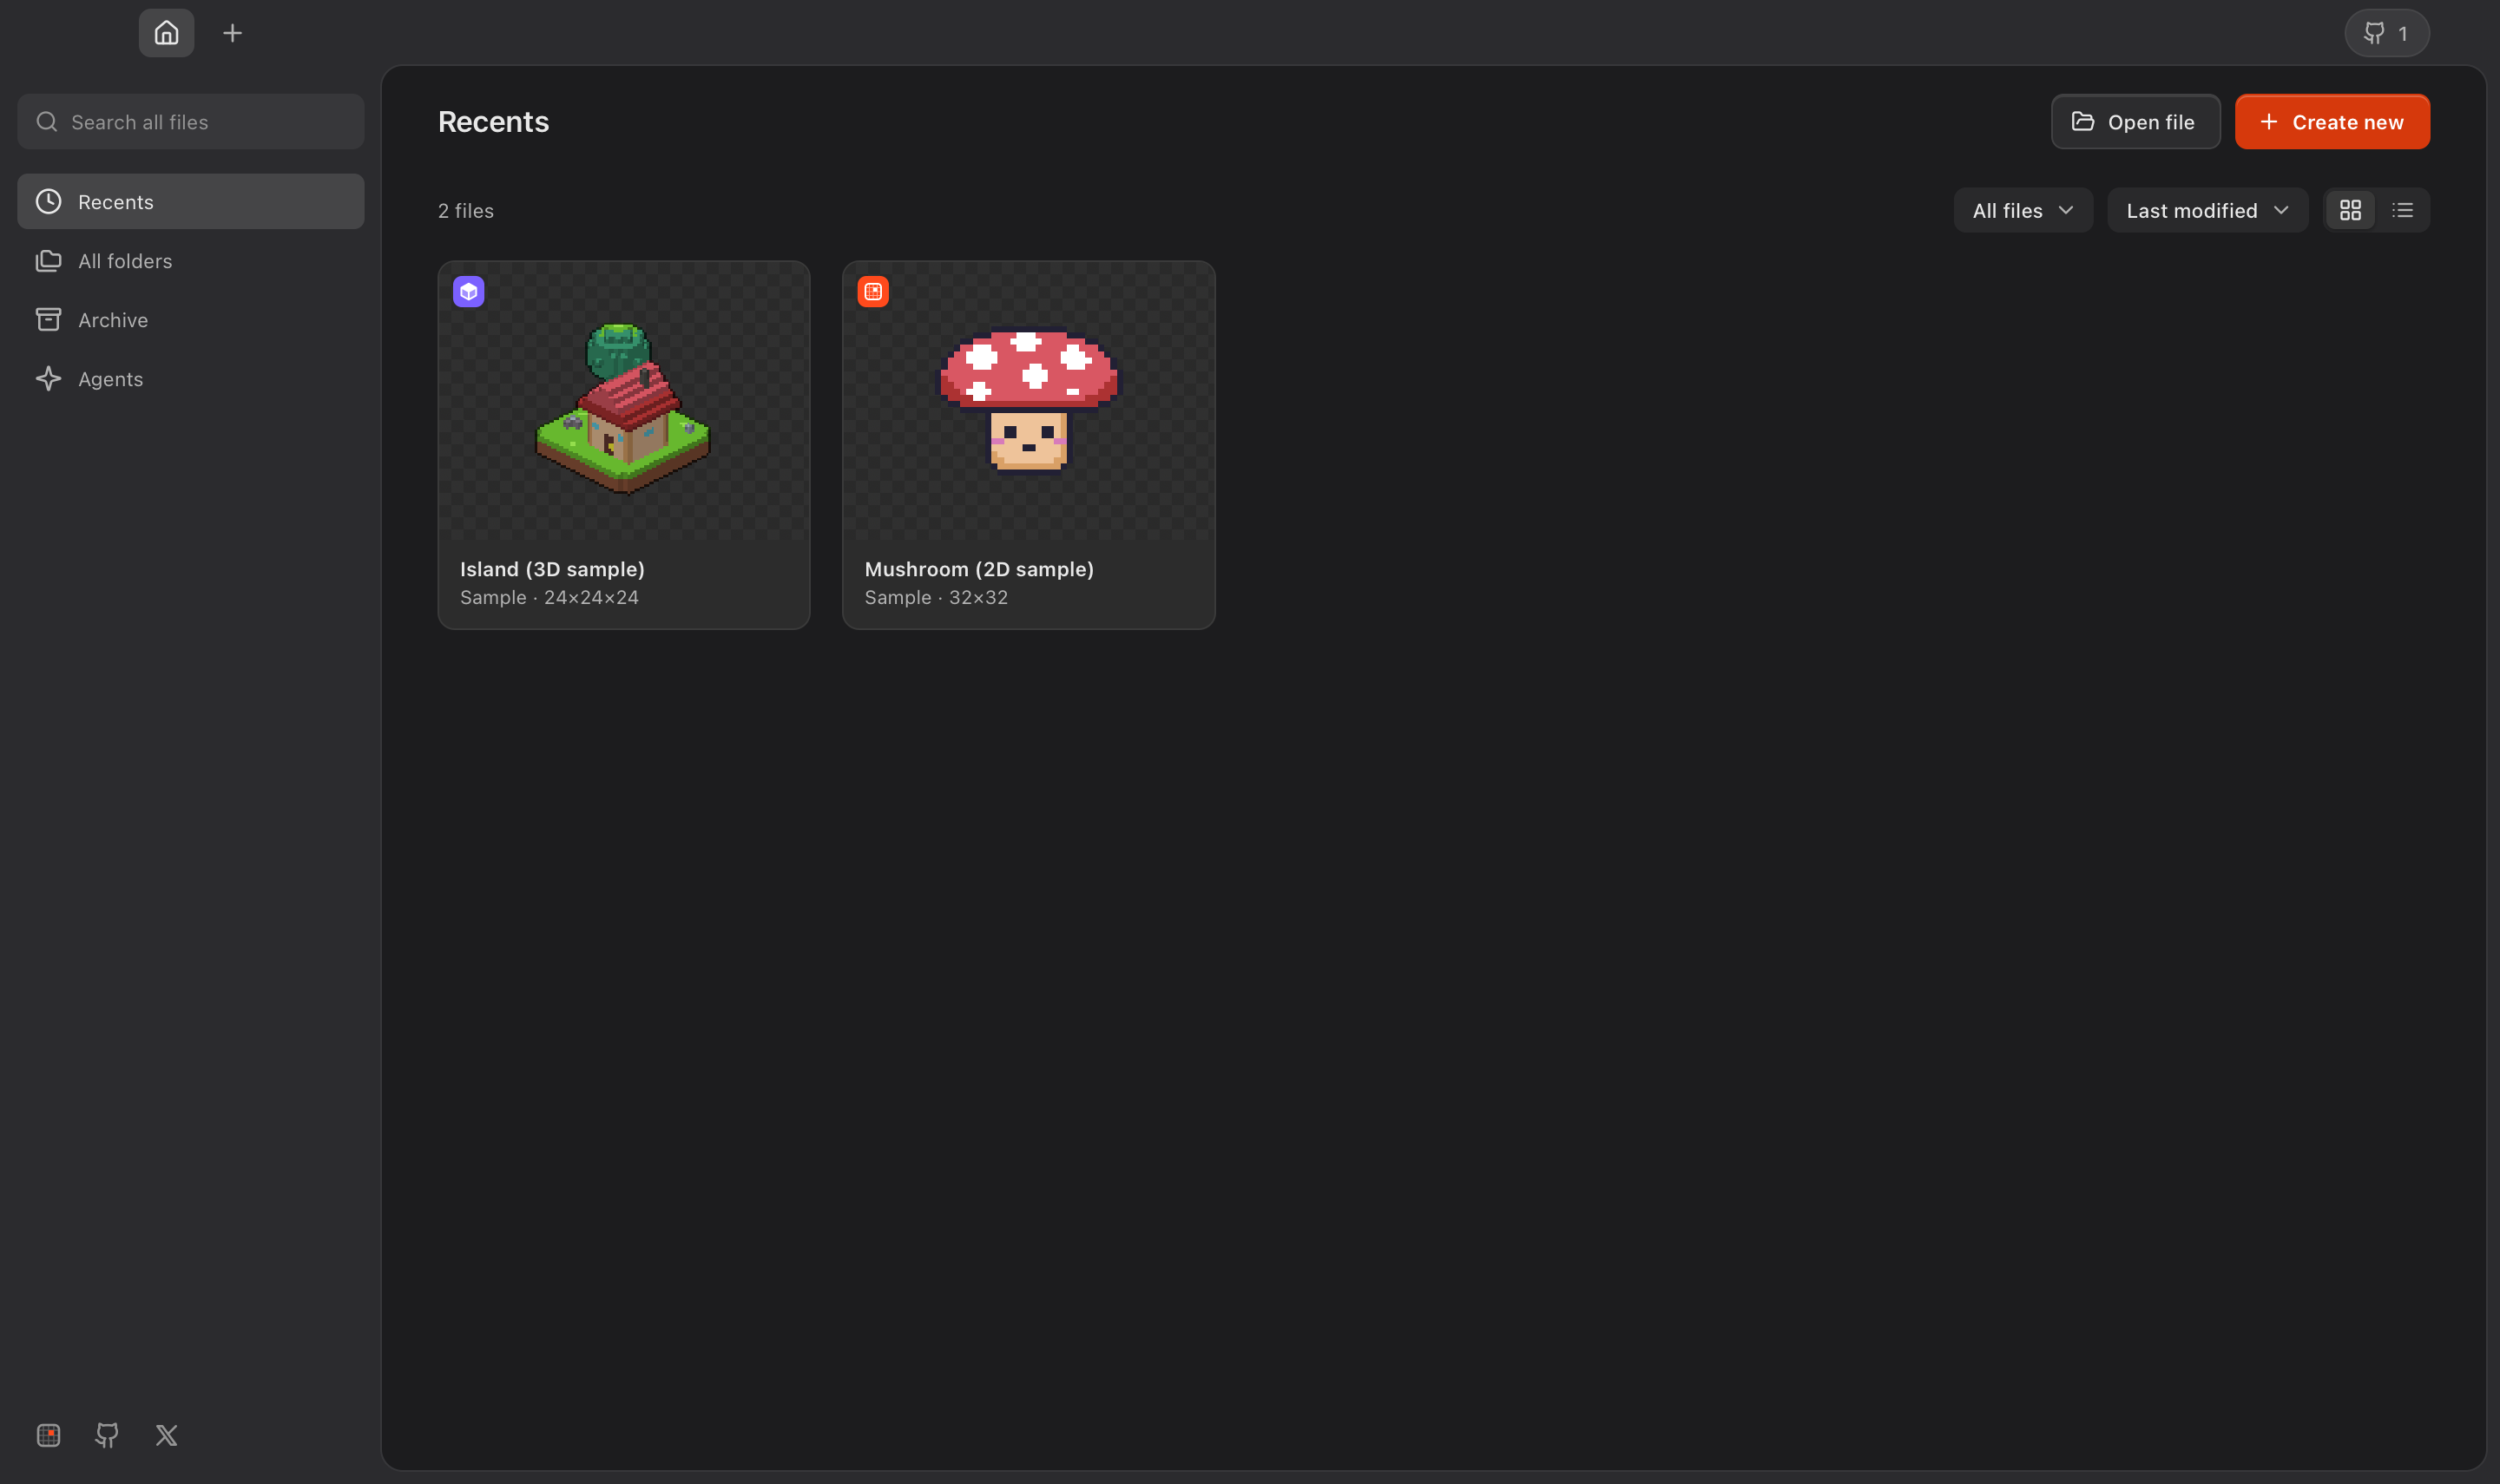 1
Search all files
Recents
All folders
Archive
Agents
Recents
Open file
Create new
2 files
All files
Last modified
Island (3D sample)
Sample · 24×24×24
Mushroom (2D sample)
Sample · 32×32